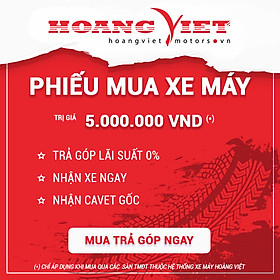 HOANG VIET
hoangvietmotors.vn
PHIẾU MUA XE MÁY
TRỊ GIÁ 5.000.000 VND (*)
★ TRẢ GÓP LÃI SUẤT 0%
★ NHẬN XE NGAY
★ NHẬN CAVET GỐC
MUA TRẢ GÓP NGAY
(*) CHỈ ÁP DỤNG KHI MUA QUA CÁC SÀN TMĐT THUỘC HỆ THỐNG XE MÁY HOÀNG VIỆT